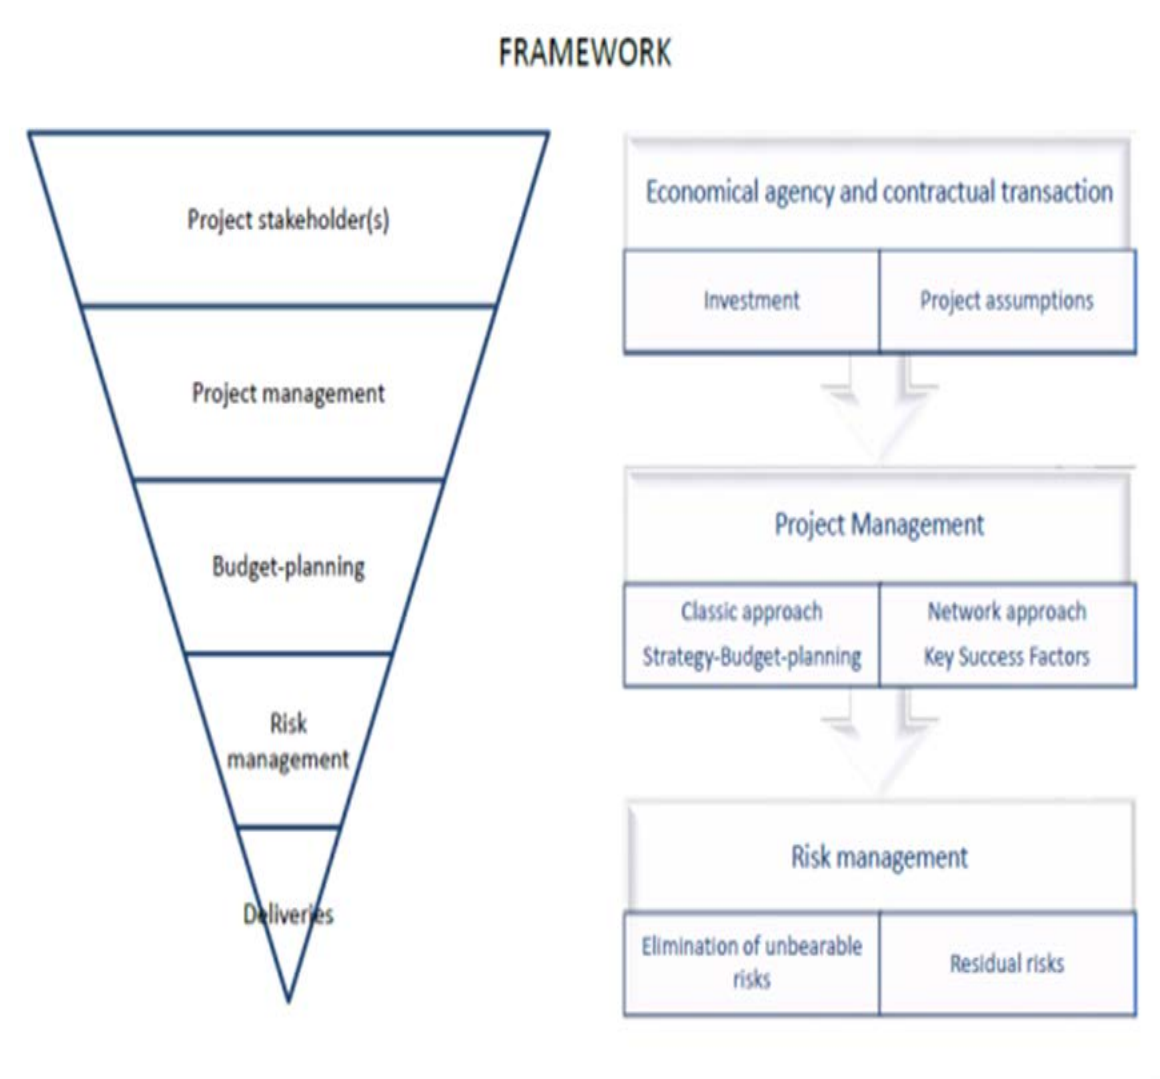 FRAMEWORK
Project stakeholder(s)
Project management
Budget-planning
Risk
management
Deliveries
Economical agency and contractual transaction
Investment
Project assumptions
Project Management
Classic approach
Strategy-Budget-planning
Network approach
Key Success Factors
Risk management
Elimination of unbearable
risks
Residual risks